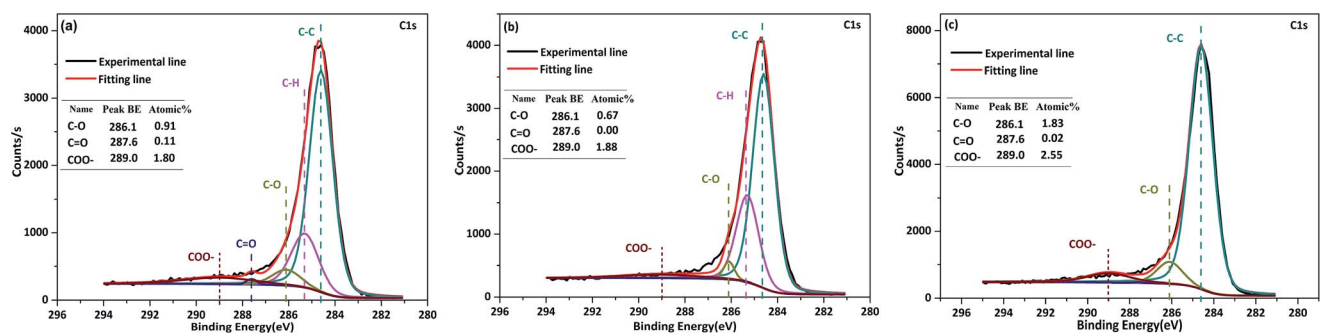 (a)
C1s
C-C
Experimental line
Fitting line
C-H
Name Peak BE Atomic%
C-O 286.1 0.91
C=O 287.6 0.11
COO- 289.0 1.80
C-O
C=O
COO-
Counts/s
4000
3000
2000
1000
0
296 294 292 290 288 286 284 282 280
Binding Energy(eV)
(b)
C1s
C-C
Experimental line
Fitting line
C-H
Name Peak BE Atomic%
C-O 286.1 0.67
C=O 287.6 0.00
COO- 289.0 1.88
C-O
COO-
Counts/s
4000
3000
2000
1000
0
296 294 292 290 288 286 284 282 280
Binding Energy(eV)
(c)
C1s
C-C
Experimental line
Fitting line
Name Peak BE Atomic%
C-O 286.1 1.83
C=O 287.6 0.02
COO- 289.0 2.55
C-O
COO-
Counts/s
8000
6000
4000
2000
0
296 294 292 290 288 286 284 282 280
Binding Energy(eV)